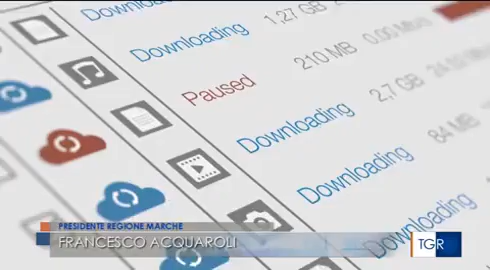 Downloading 1,27 GB
Downloading 210 MB 0,00 Mb/s
Paused 2,7 GB
Downloading 84 MB
Downloading
Downloading
PRESIDENTE REGIONE MARCHE
FRANCESCO ACQUAROLI
TGR